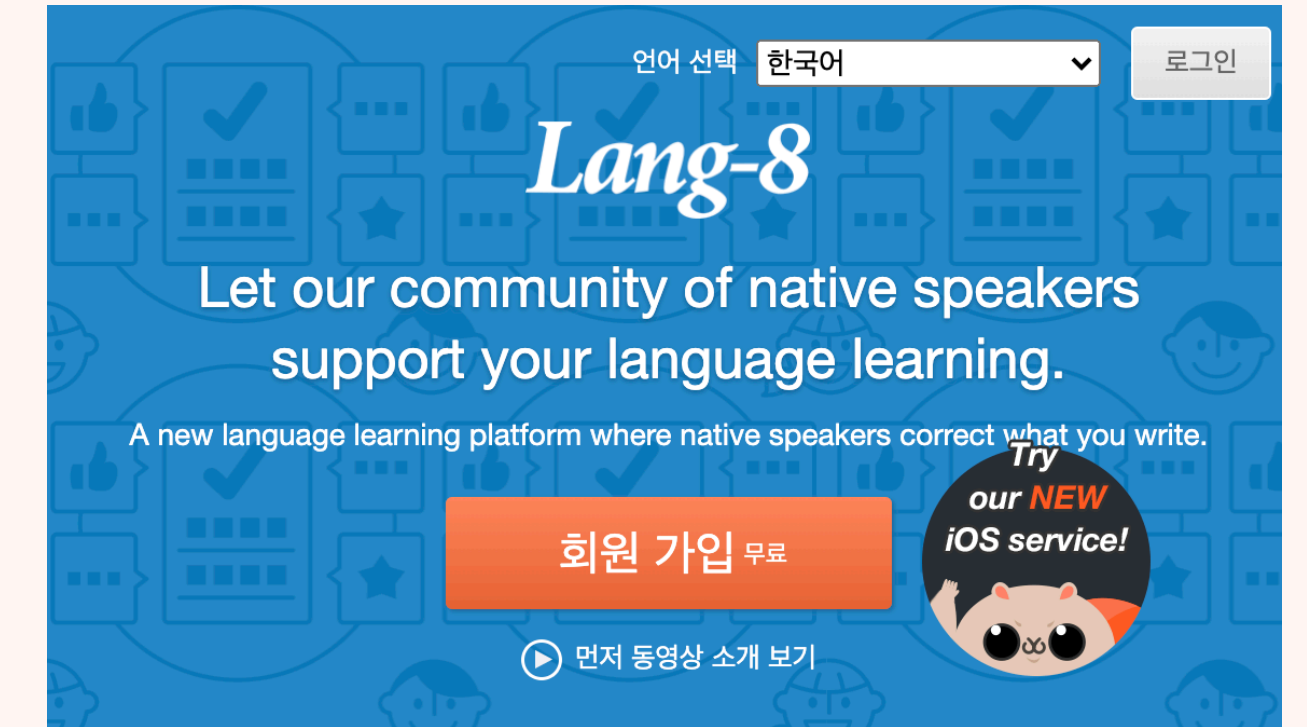 언어 선택 한국어 로그인
Lang-8
Let our community of native speakers
support your language learning.
A new language learning platform where native speakers correct what you write.
Try
our NEW
iOS service!
회원 가입 무료
먼저 동영상 소개 보기